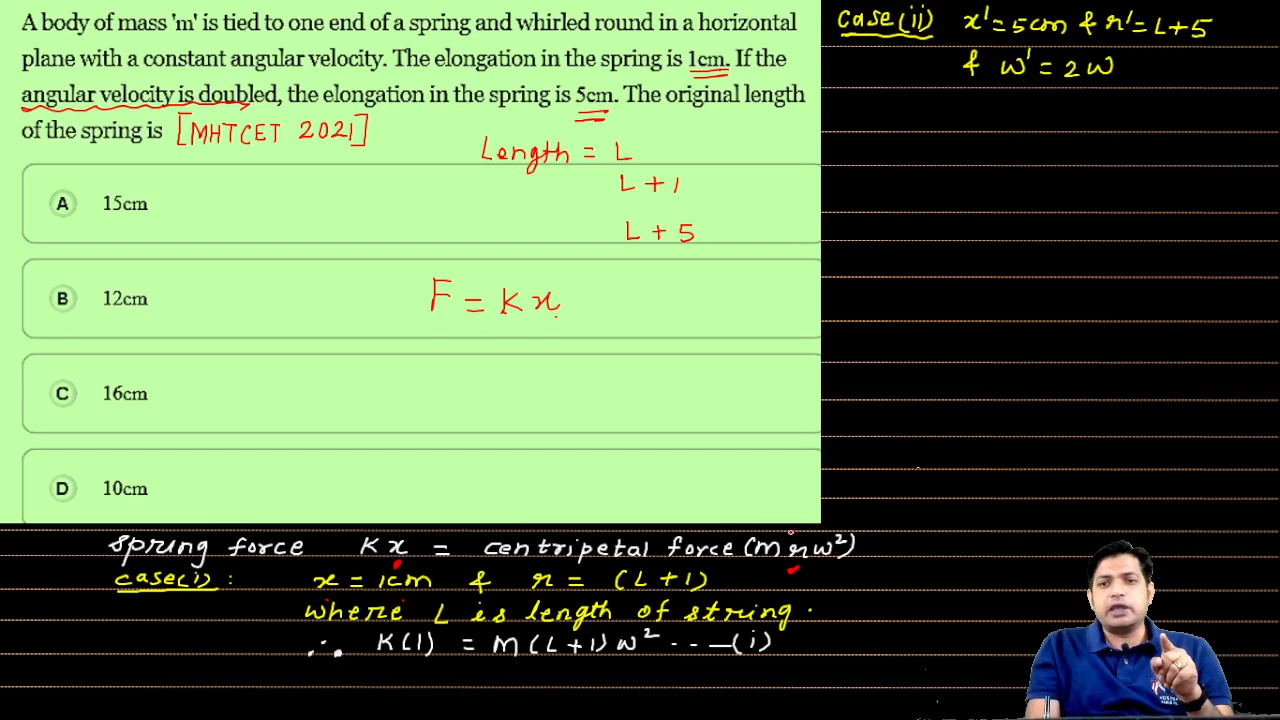 A body of mass 'm' is tied to one end of a spring and whirled round in a horizontal
plane with a constant angular velocity. The elongation in the spring is 1cm. If the
angular velocity is doubled, the elongation in the spring is 5cm. The original length
of the spring is [MHTCET 2021]
Length = L
L + 1
L + 5
A 15cm
B 12cm
F = Kx
C 16cm
D 10cm
spring force Kx = centripetal force (mrω²)
case(i) : x = 1cm & r = (L+1)
where L is length of string.
∴ K(1) = M(L+1)ω² ---(i)
case(ii) x' = 5cm & r' = L+5
& ω' = 2ω